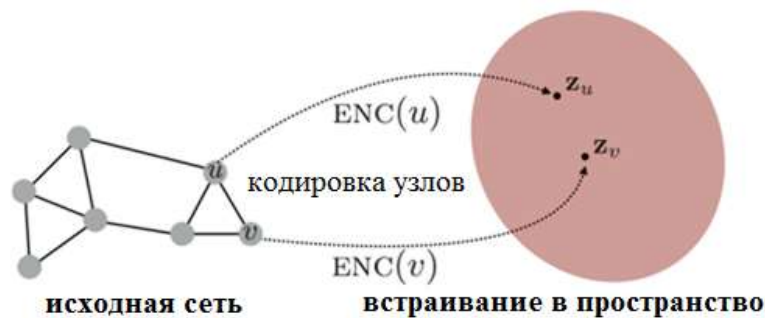 z_u
ENC(u)
u
кодировка узлов
z_v
v
ENC(v)
исходная сеть
встраивание в пространство